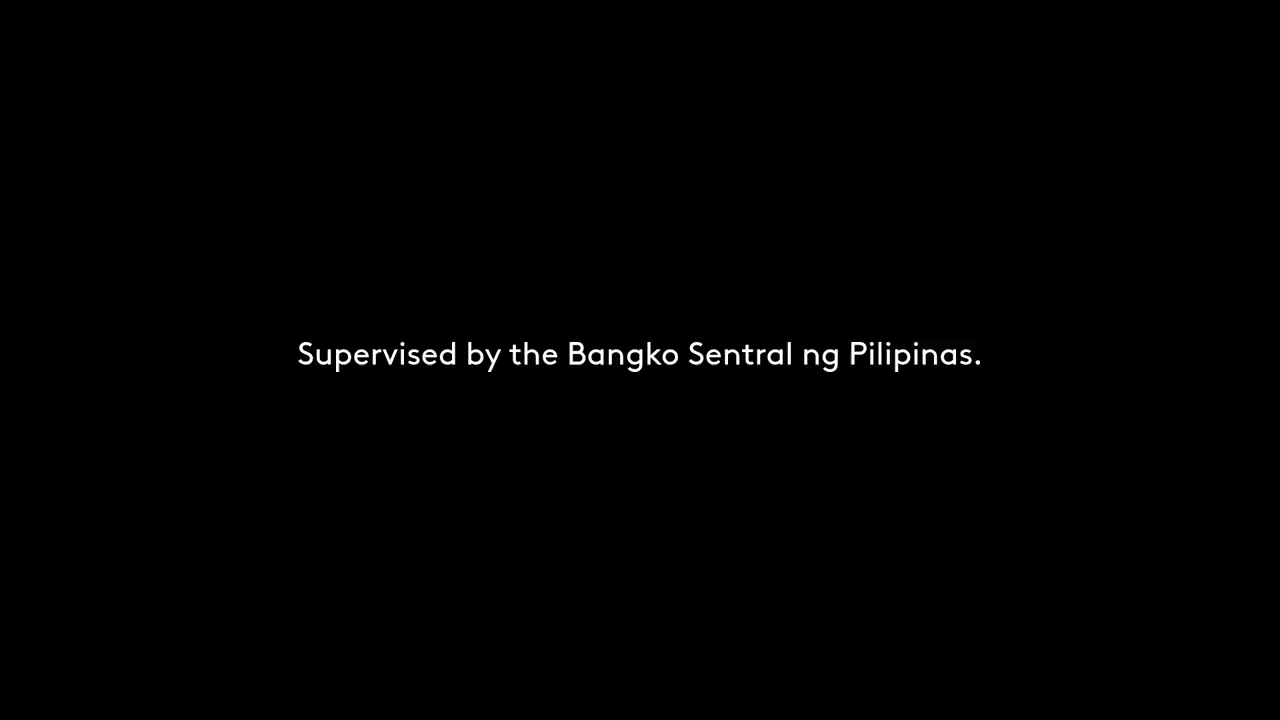 Supervised by the Bangko Sentral ng Pilipinas.